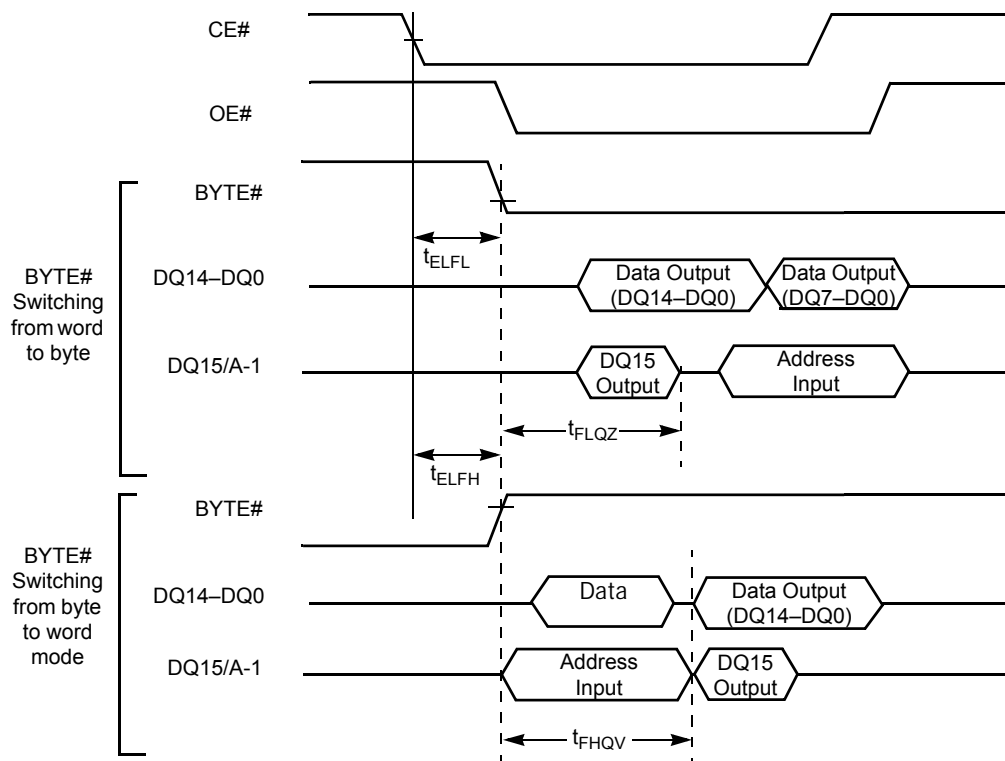 CE#
OE#
BYTE#
tELFL
BYTE#
Switching
from word
to byte
DQ14–DQ0
Data Output
(DQ14–DQ0)
Data Output
(DQ7–DQ0)
DQ15/A-1
DQ15
Output
Address
Input
tFLQZ
tELFH
BYTE#
BYTE#
Switching
from byte
to word
mode
DQ14–DQ0
Data
Data Output
(DQ14–DQ0)
DQ15/A-1
Address
Input
DQ15
Output
tFHQV